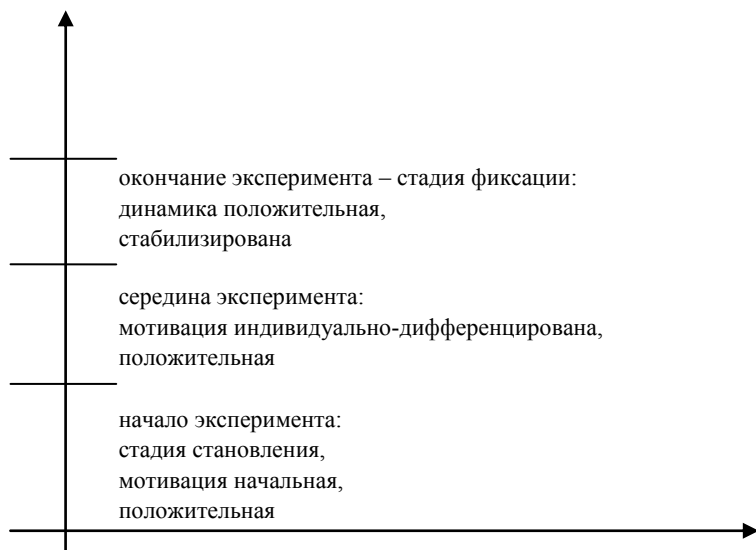 окончание эксперимента – стадия фиксации:
динамика положительная,
стабилизирована
середина эксперимента:
мотивация индивидуально-дифференцирована,
положительная
начало эксперимента:
стадия становления,
мотивация начальная,
положительная